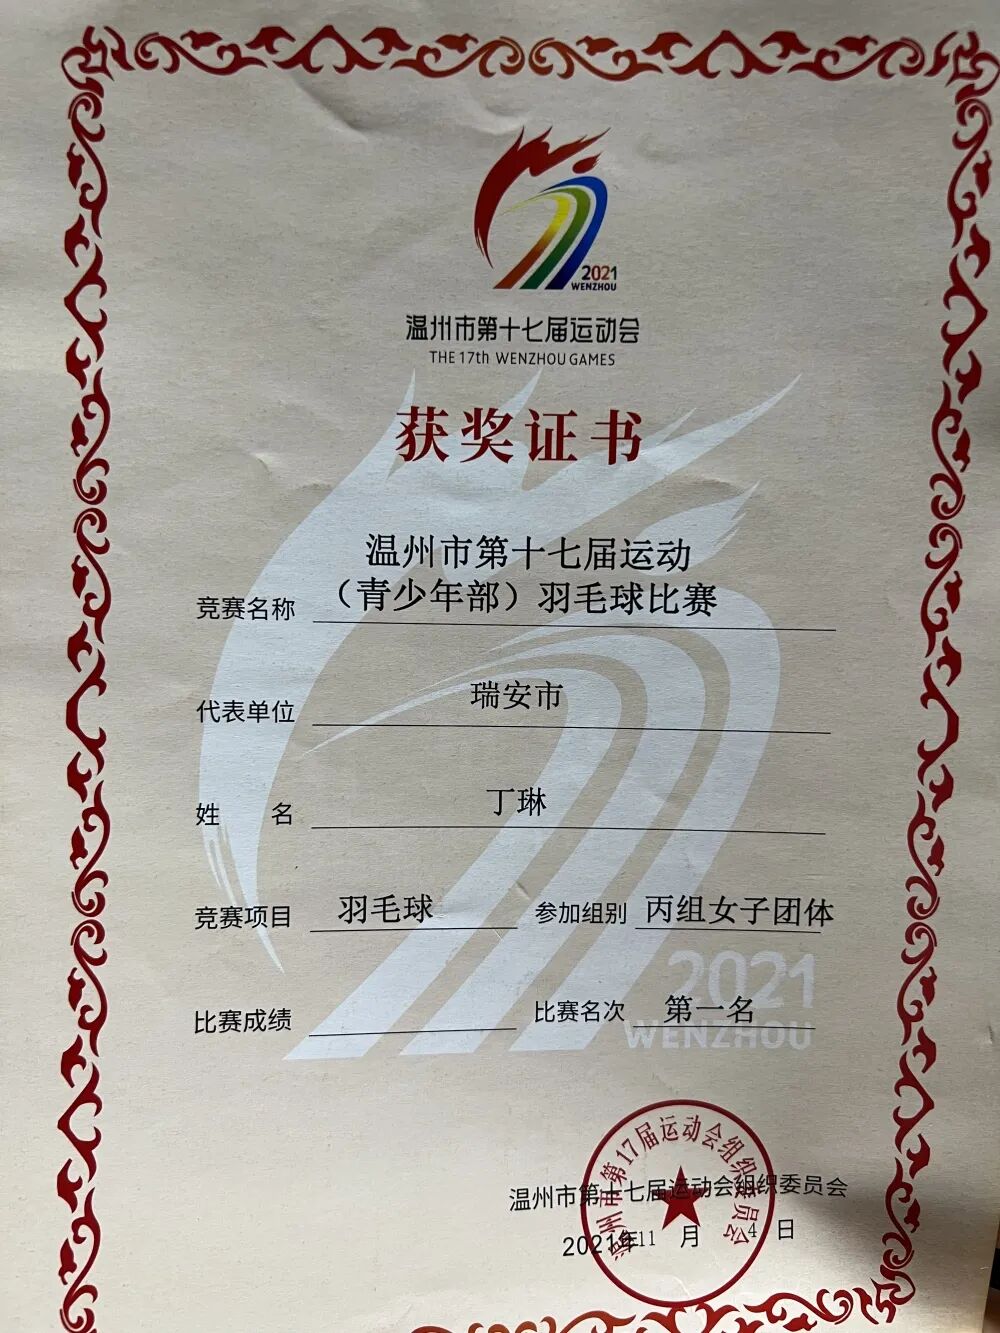 2021
WENZHOU
温州市第十七届运动会
THE 17th WENZHOU GAMES
获奖证书
竞赛名称 温州市第十七届运动
（青少年部）羽毛球比赛
代表单位 瑞安市
姓 名 丁琳
竞赛项目 羽毛球 参加组别 丙组女子团体
2021
WENZHOU
比赛成绩 比赛名次 第一名
温州市第17届运动会组织委员会
温州市第十七届运动会组织委员会
2021年11月4日